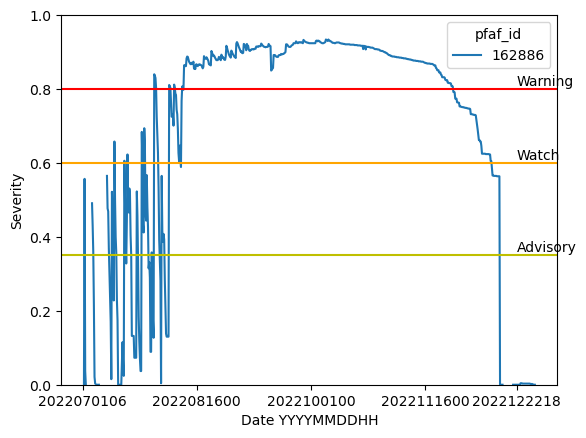 pfaf_id
162886
1.0
0.8
0.6
0.4
0.2
0.0
Severity
Warning
Watch
Advisory
2022070106
2022081600
2022100100
2022111600
2022122218
Date YYYYMMDDHH